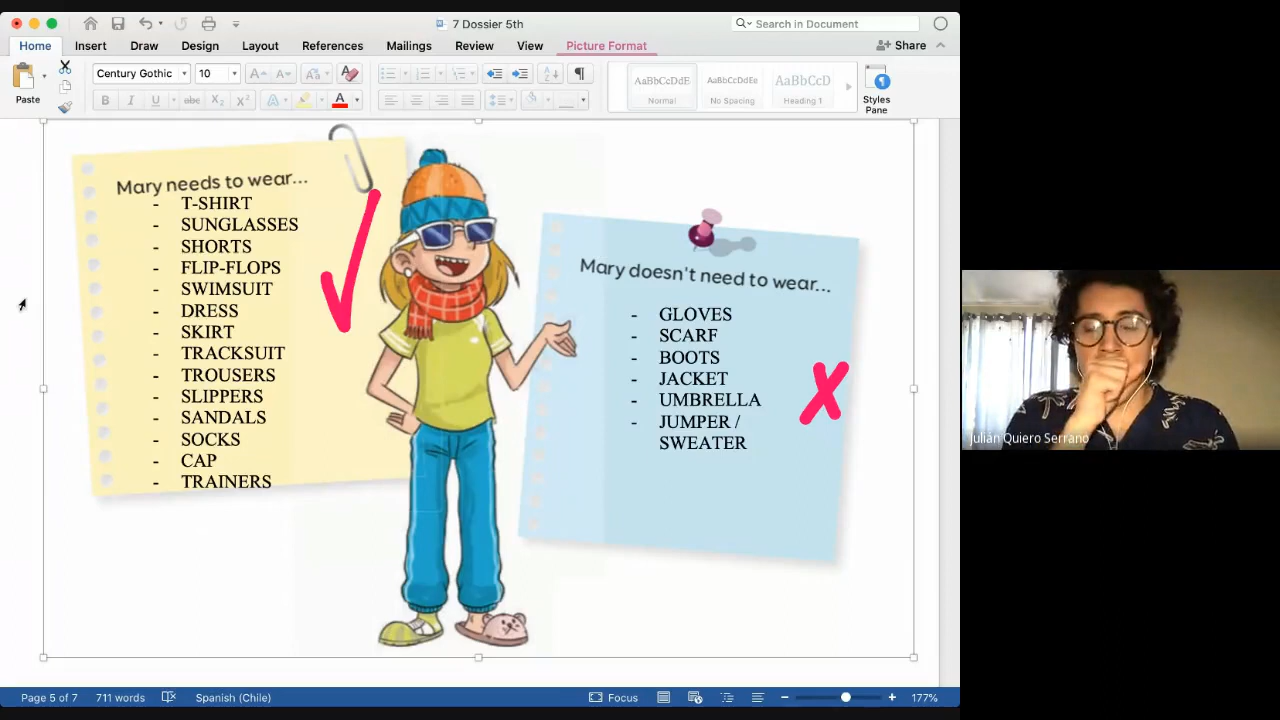 7 Dossier 5th
Search in Document
Home Insert Draw Design Layout References Mailings Review View Picture Format Share
Paste
Century Gothic 10
AaBbCcDdE
Normal
AaBbCcDdEe
No Spacing
AaBbCcD
Heading 1
Styles
Pane
Mary needs to wear...
- T-SHIRT
- SUNGLASSES
- SHORTS
- FLIP-FLOPS
- SWIMSUIT
- DRESS
- SKIRT
- TRACKSUIT
- TROUSERS
- SLIPPERS
- SANDALS
- SOCKS
- CAP
- TRAINERS
Mary doesn't need to wear...
- GLOVES
- SCARF
- BOOTS
- JACKET
- UMBRELLA
- JUMPER /
SWEATER
Julián Quiero Serrano
Page 5 of 7 711 words Spanish (Chile) Focus 177%